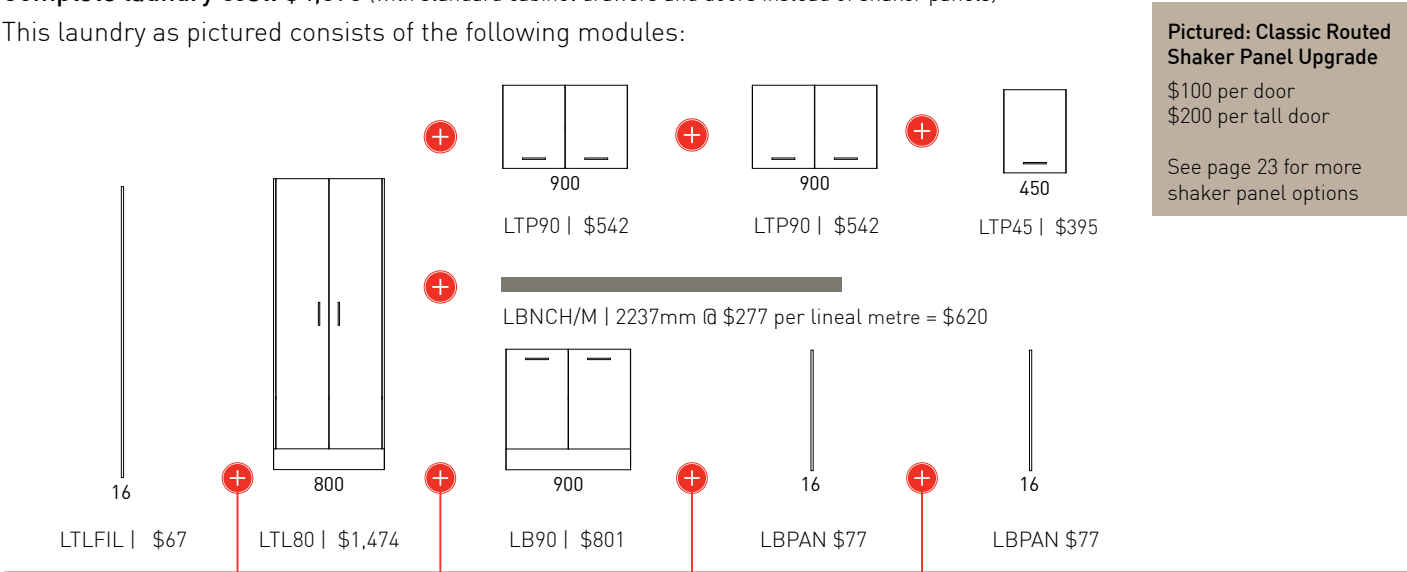 This laundry as pictured consists of the following modules:
Pictured: Classic Routed
Shaker Panel Upgrade
$100 per door
$200 per tall door
See page 23 for more
shaker panel options
900
900
450
LTP90 | $542
LTP90 | $542
LTP45 | $395
LBNCH/M | 2237mm @ $277 per lineal metre = $620
16
800
900
16
16
LTLFIL | $67
LTL80 | $1,474
LB90 | $801
LBPAN $77
LBPAN $77